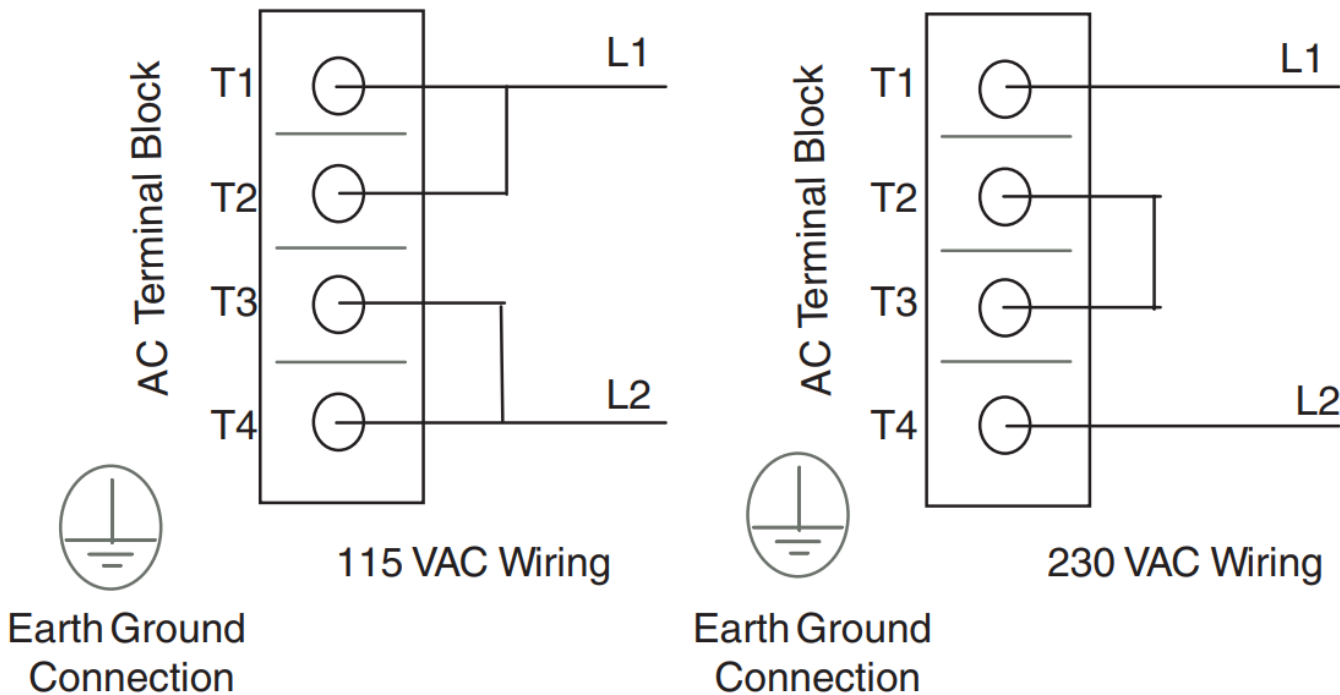 AC Terminal Block
T1
T2
T3
T4
L1
L2
115 VAC Wiring
Earth Ground
Connection
AC Terminal Block
T1
T2
T3
T4
L1
L2
230 VAC Wiring
Earth Ground
Connection